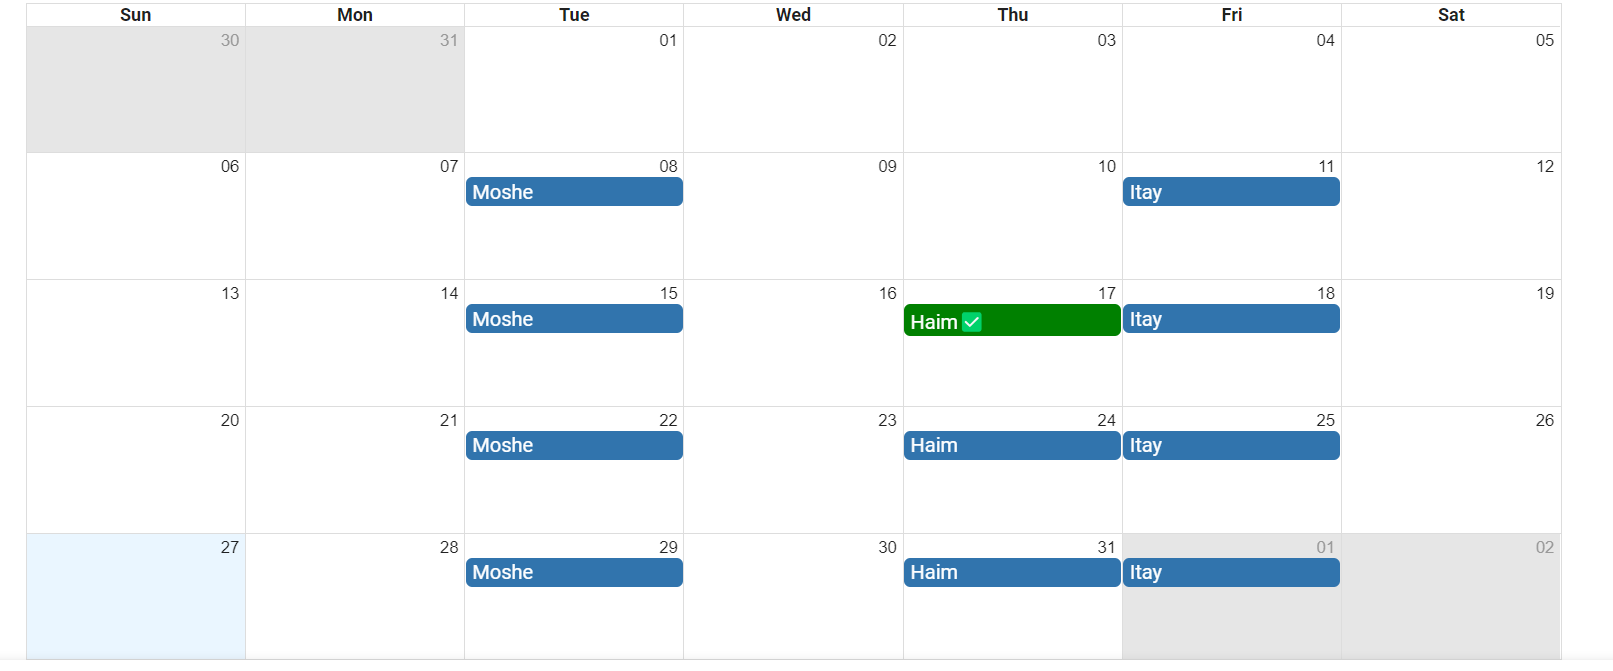 Sun Mon Tue Wed Thu Fri Sat
30 31 01 02 03 04 05
06 07 08 09 10 11 12
Moshe Itay
13 14 15 16 17 18 19
Moshe Haim ✅ Itay
20 21 22 23 24 25 26
Moshe Haim Itay
27 28 29 30 31 01 02
Moshe Haim Itay